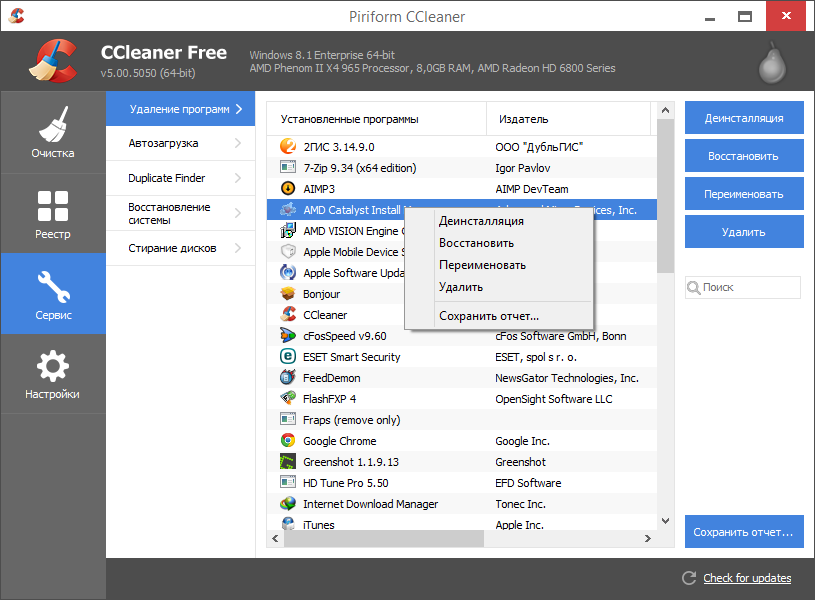 Piriform CCleaner
CCleaner Free
v5.00.5050 (64-bit)
Windows 8.1 Enterprise 64-bit
AMD Phenom II X4 965 Processor, 8,0GB RAM, AMD Radeon HD 6800 Series
Очистка
Реестр
Сервис
Настройки
Удаление программ
Автозагрузка
Duplicate Finder
Восстановление
системы
Стирание дисков
Установленные программы Издатель
2ГИС 3.14.9.0 ООО "ДубльГИС"
7-Zip 9.34 (x64 edition) Igor Pavlov
AIMP3 AIMP DevTeam
AMD Catalyst Install Devices, Inc.
AMD VISION Engine
Apple Mobile Device
Apple Software
Bonjour
CCleaner
cFosSpeed v9.60 cFos Software GmbH, Bonn
ESET Smart Security ESET, spol s r. o.
FeedDemon NewsGator Technologies, Inc.
FlashFXP 4 OpenSight Software LLC
Fraps (remove only)
Google Chrome Google Inc.
Greenshot 1.1.9.13 Greenshot
HD Tune Pro 5.50 EFD Software
Internet Download Manager Tonec Inc.
iTunes Apple Inc.
Деинсталляция
Восстановить
Переименовать
Удалить
Сохранить отчет...
Деинсталляция
Восстановить
Переименовать
Удалить
Поиск
Сохранить отчет...
Check for updates